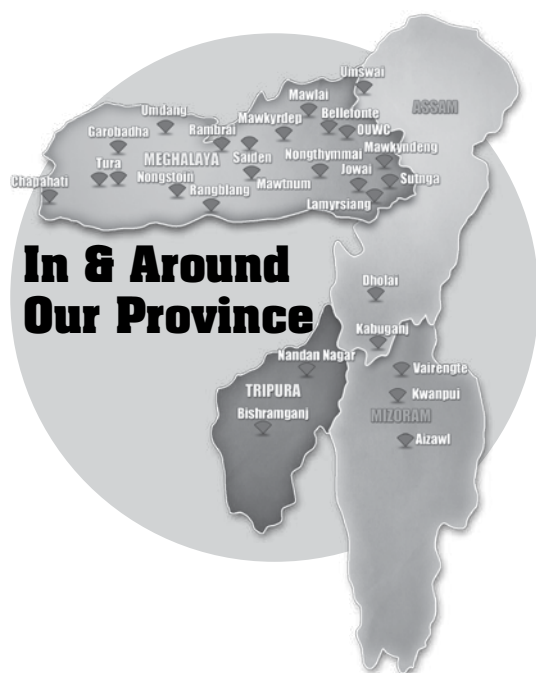 Umswai
ASSAM
Mawlai
Umdang
Bellefonte
Mawkyrdep
Garobadha
Rambrai
OUWC
Mawkyndeng
MEGHALAYA
Saiden
Nongthymmai
Tura
Jowai
Chapahati
Nongstoin
Mawtnum
Sutnga
Rangblang
Lamyrsiang
In & Around
Our Province
Dholai
Kabuganj
Nandan Nagar
Vairengte
TRIPURA
Kwanpui
Bishramganj
MIZORAM
Aizawl